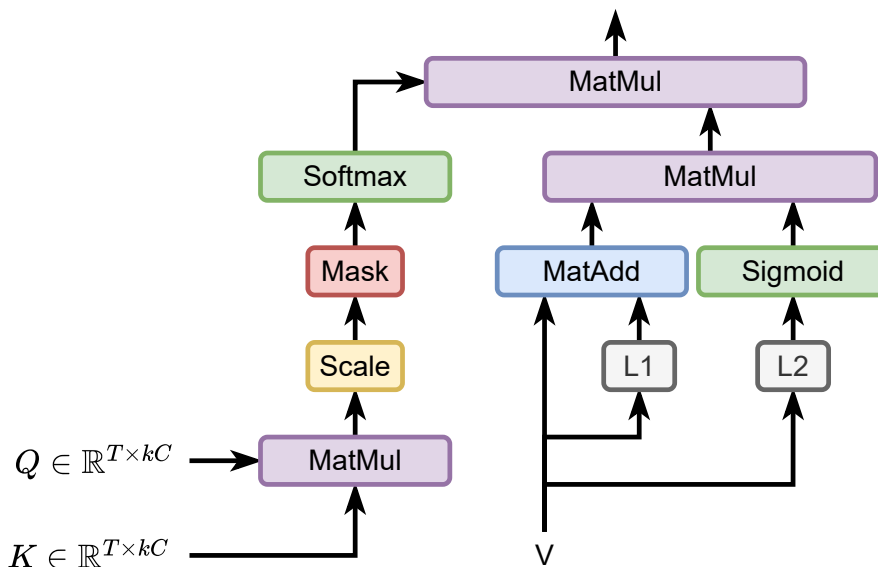 MatMul
Softmax
MatMul
Mask
MatAdd
Sigmoid
Scale
L1
L2
Q ∈ ℝ^{T×kC}
MatMul
K ∈ ℝ^{T×kC}
V